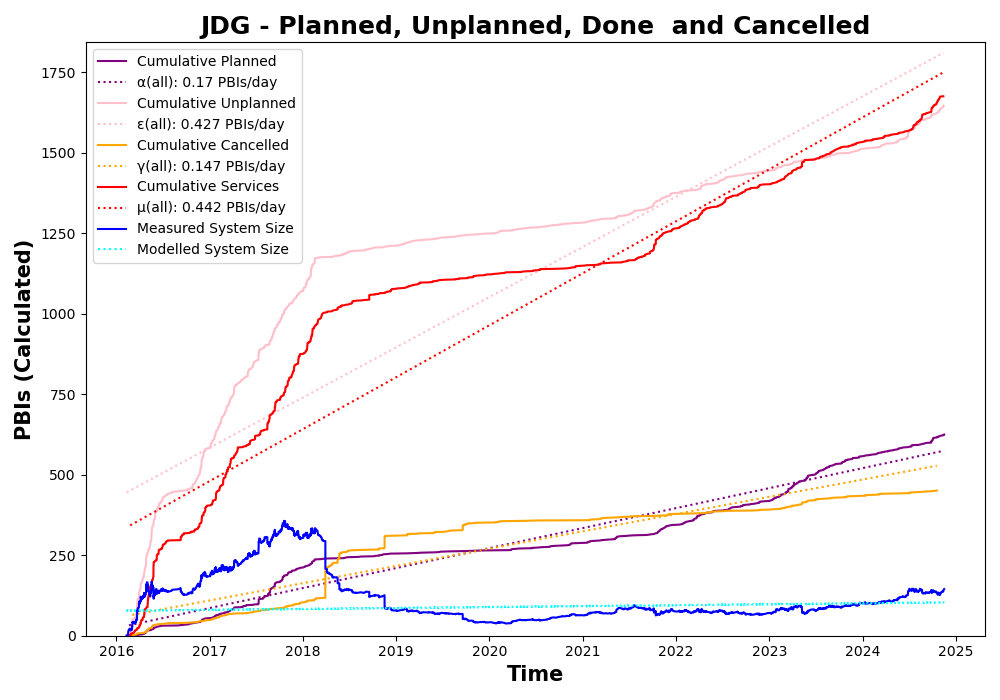 JDG - Planned, Unplanned, Done  and Cancelled
Cumulative Planned
α(all): 0.17 PBIs/day
Cumulative Unplanned
ε(all): 0.427 PBIs/day
Cumulative Cancelled
γ(all): 0.147 PBIs/day
Cumulative Services
μ(all): 0.442 PBIs/day
Measured System Size
Modelled System Size
PBIs (Calculated)
1750
1500
1250
1000
750
500
250
0
2016 2017 2018 2019 2020 2021 2022 2023 2024 2025
Time